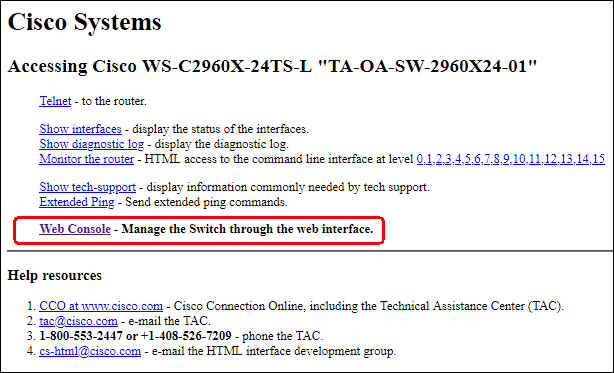 Cisco Systems
Accessing Cisco WS-C2960X-24TS-L "TA-OA-SW-2960X24-01"
Telnet - to the router.
Show interfaces - display the status of the interfaces.
Show diagnostic log - display the diagnostic log.
Monitor the router - HTML access to the command line interface at level 0,1,2,3,4,5,6,7,8,9,10,11,12,13,14,15
Show tech-support - display information commonly needed by tech support.
Extended Ping - Send extended ping commands.
Web Console - Manage the Switch through the web interface.
Help resources
1. CCO at www.cisco.com - Cisco Connection Online, including the Technical Assistance Center (TAC).
2. tac@cisco.com - e-mail the TAC.
3. 1-800-553-2447 or +1-408-526-7209 - phone the TAC.
4. cs-html@cisco.com - e-mail the HTML interface development group.